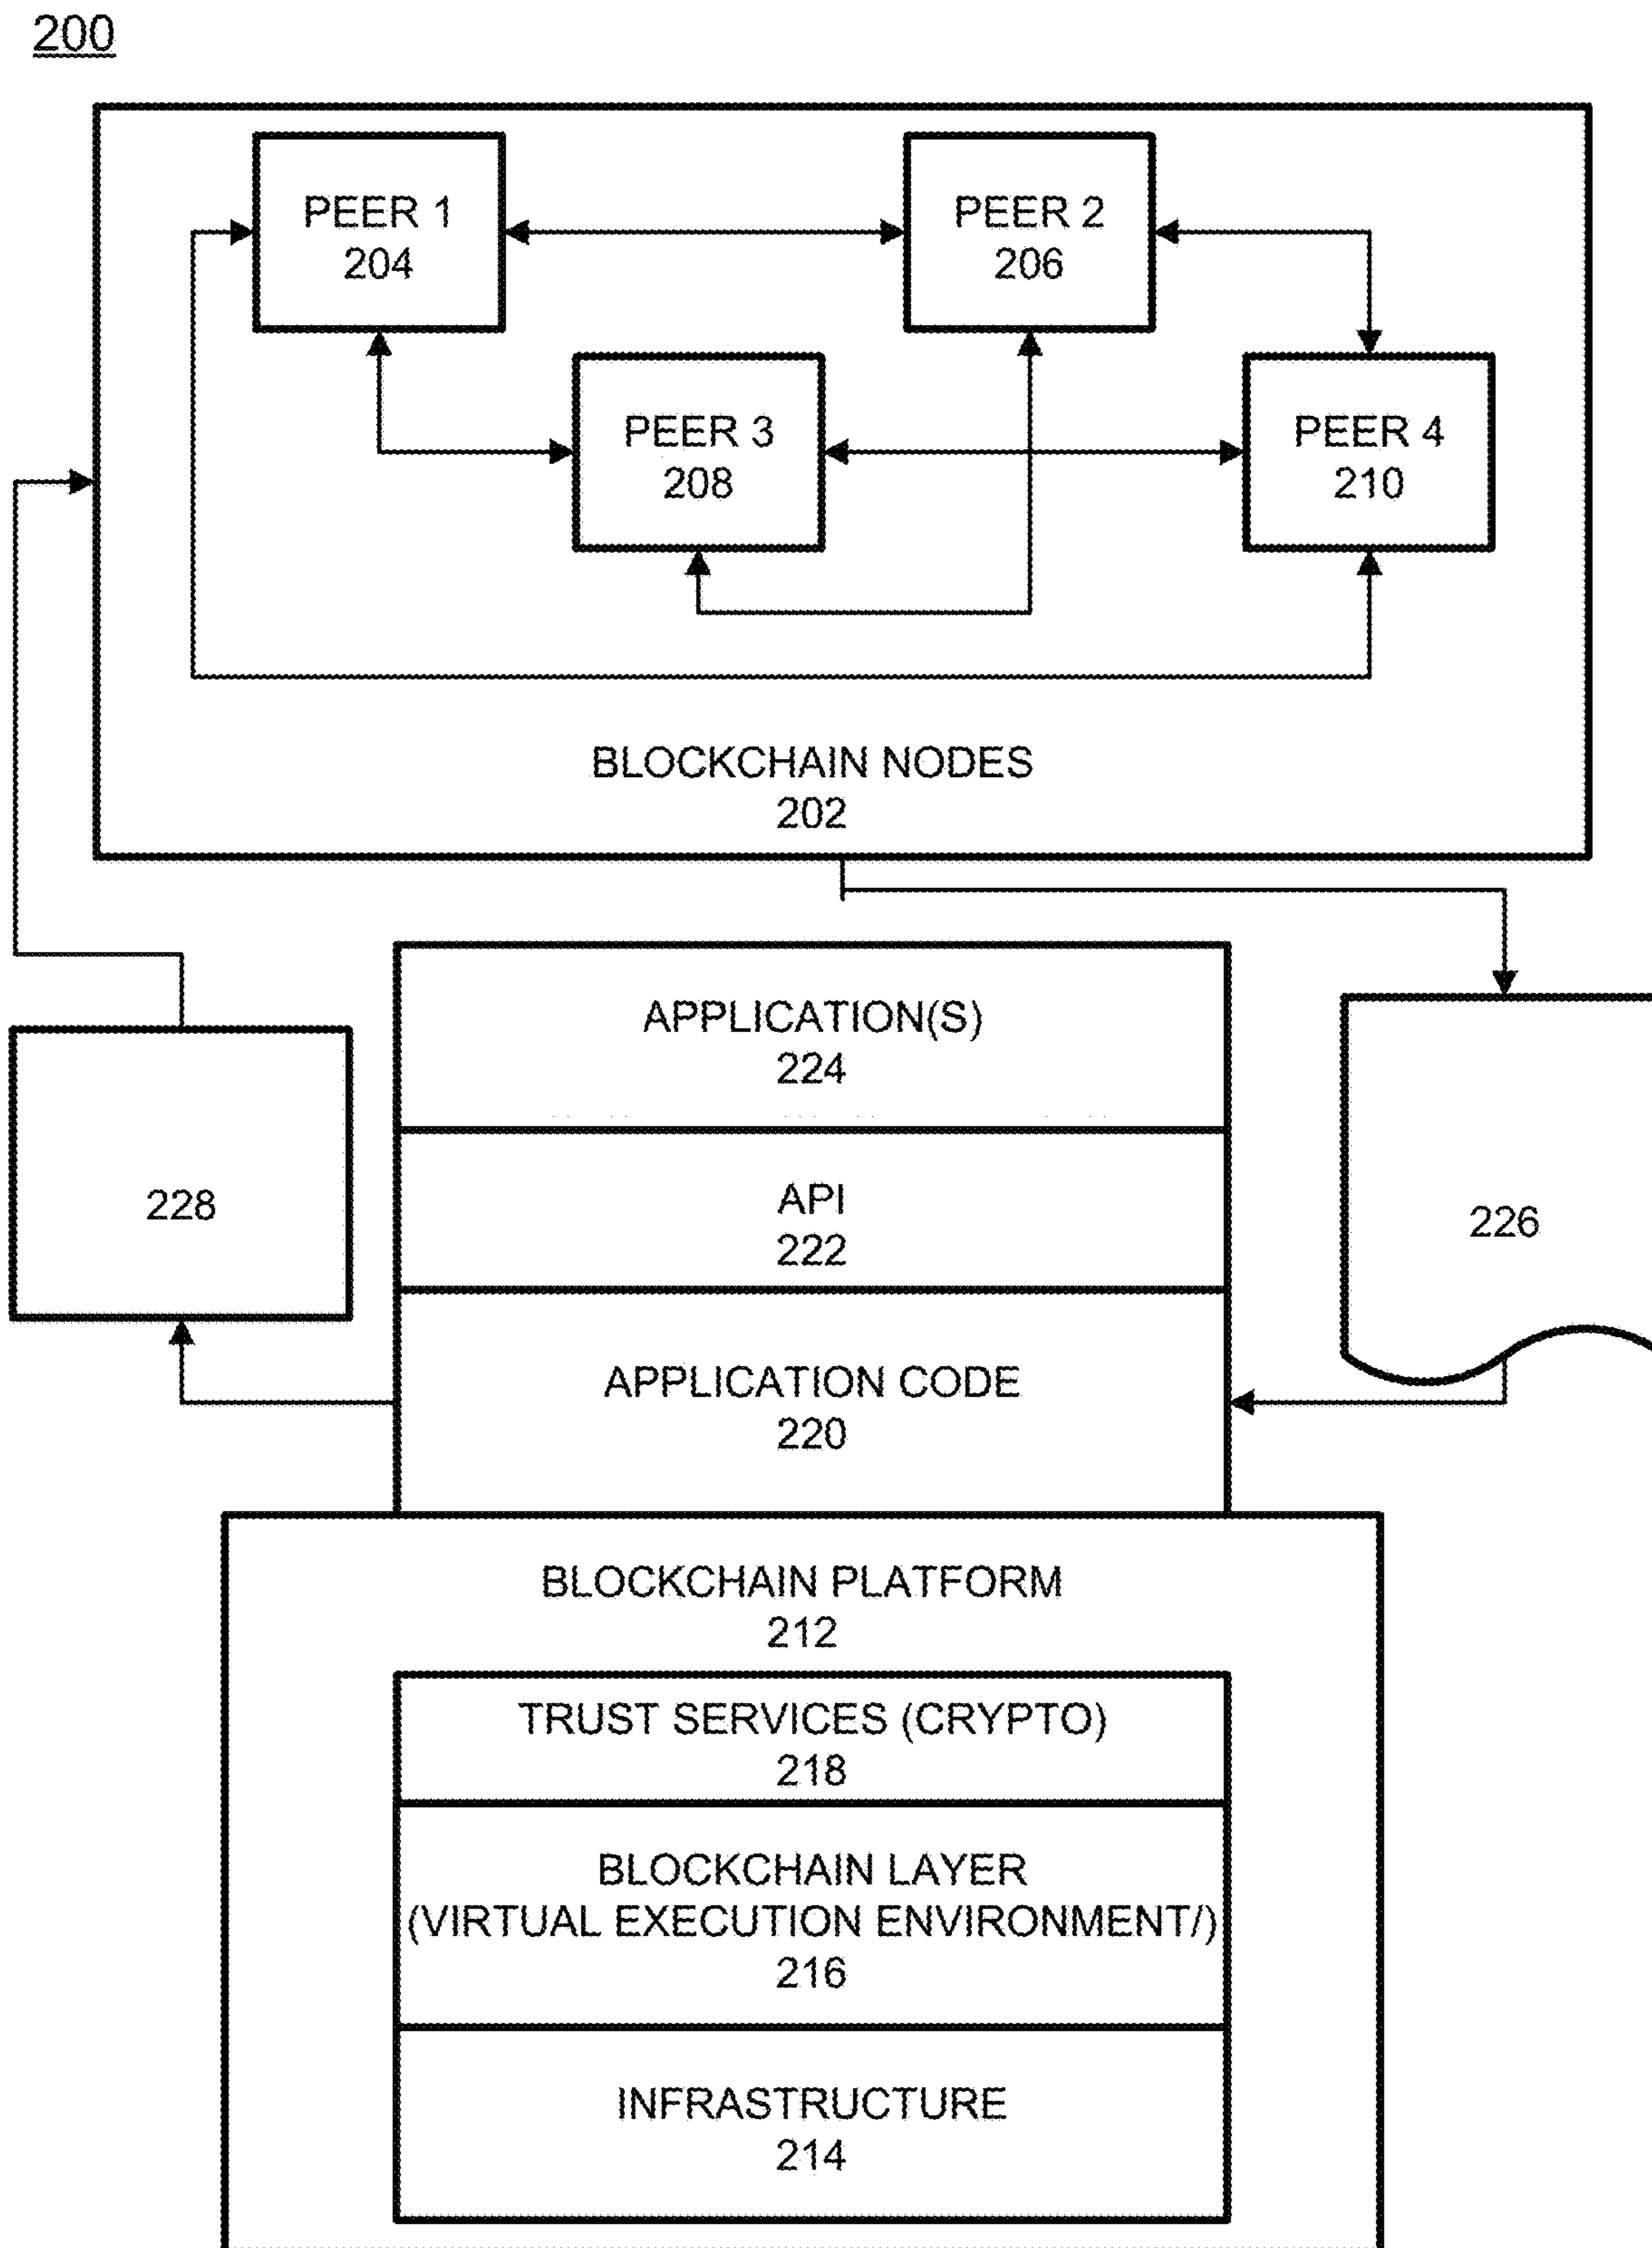 200
PEER 1
204
PEER 2
206
PEER 3
208
PEER 4
210
BLOCKCHAIN NODES
202
APPLICATION(S)
224
API
222
228
226
APPLICATION CODE
220
BLOCKCHAIN PLATFORM
212
TRUST SERVICES (CRYPTO)
218
BLOCKCHAIN LAYER
(VIRTUAL EXECUTION ENVIRONMENT/)
216
INFRASTRUCTURE
214